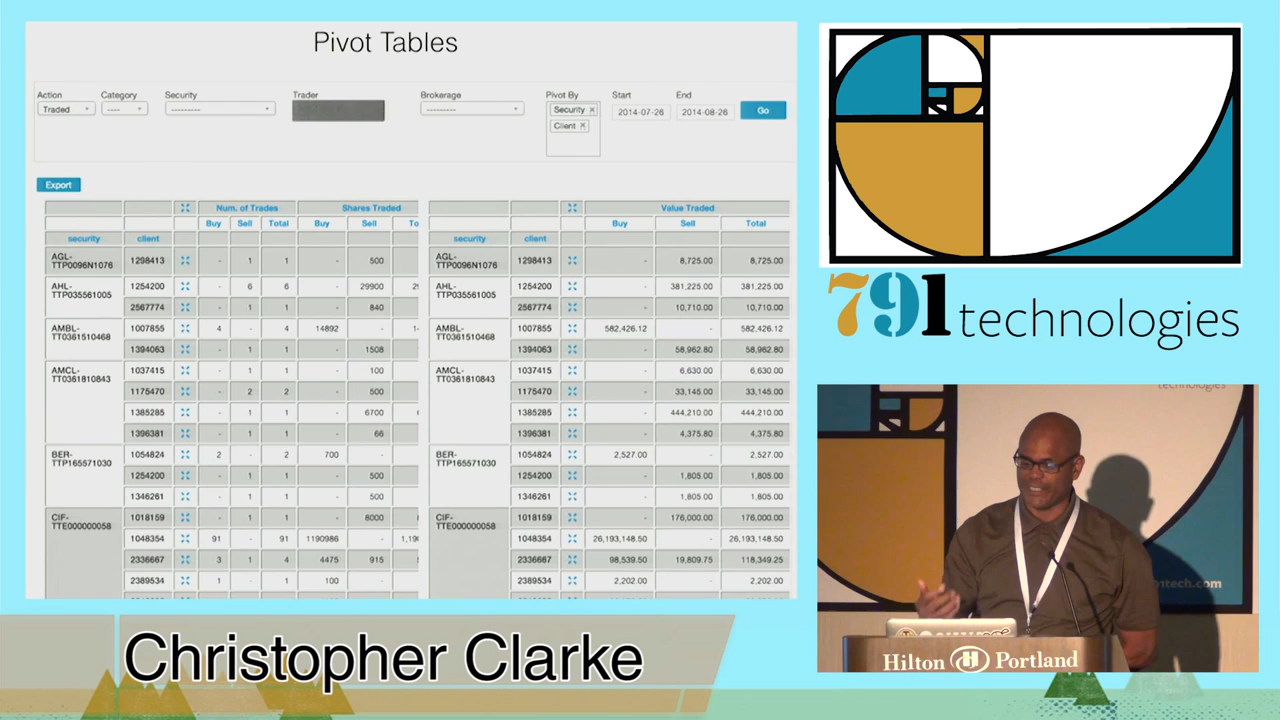 Pivot Tables
Action Category Security Trader Brokerage Pivot By Start End
Traded ---- --------- --------- Security x 2014-07-26 2014-08-26 Go
Client x
Export
Num. of Trades Shares Traded Value Traded
Buy Sell Total Buy Sell To Buy Sell Total
security client security client
AGL-TTP0096N1076 1298413 - 1 1 - 500 AGL-TTP0096N1076 1298413 - 8,725.00 8,725.00
AHL-TTP035561005 1254200 - 6 6 - 29900 AHL-TTP035561005 1254200 - 381,225.00 381,225.00
2567774 - 1 1 - 840 2567774 - 10,710.00 10,710.00
AMBL-TT0361510468 1007855 4 - 4 14892 - AMBL-TT0361510468 1007855 582,426.12 - 582,426.12
1394063 - 1 1 - 1508 1394063 - 58,962.80 58,962.80
AMCL-TT0361810843 1037415 - 1 1 - 100 AMCL-TT0361810843 1037415 - 6,630.00 6,630.00
1175470 - 2 2 - 500 1175470 - 33,145.00 33,145.00
1385285 - 1 1 - 6700 1385285 - 444,210.00 444,210.00
1396381 - 1 1 - 66 1396381 - 4,375.80 4,375.80
BER-TTP165571030 1054824 2 - 2 700 - BER-TTP165571030 1054824 2,527.00 - 2,527.00
1254200 - 1 1 - 500 1254200 - 1,805.00 1,805.00
1346261 - 1 1 - 500 1346261 - 1,805.00 1,805.00
CIF-TTE000000058 1018159 - 1 1 - 8000 CIF-TTE000000058 1018159 - 176,000.00 176,000.00
1048354 91 - 91 1190986 - 1,19 1048354 26,193,148.50 - 26,193,148.50
2336667 3 1 4 4475 915 2336667 98,539.50 19,809.75 118,349.25
2389534 1 - 1 100 - 2389534 2,202.00 - 2,202.00
791 technologies
technologies
tech.com
Hilton H Portland
Christopher Clarke